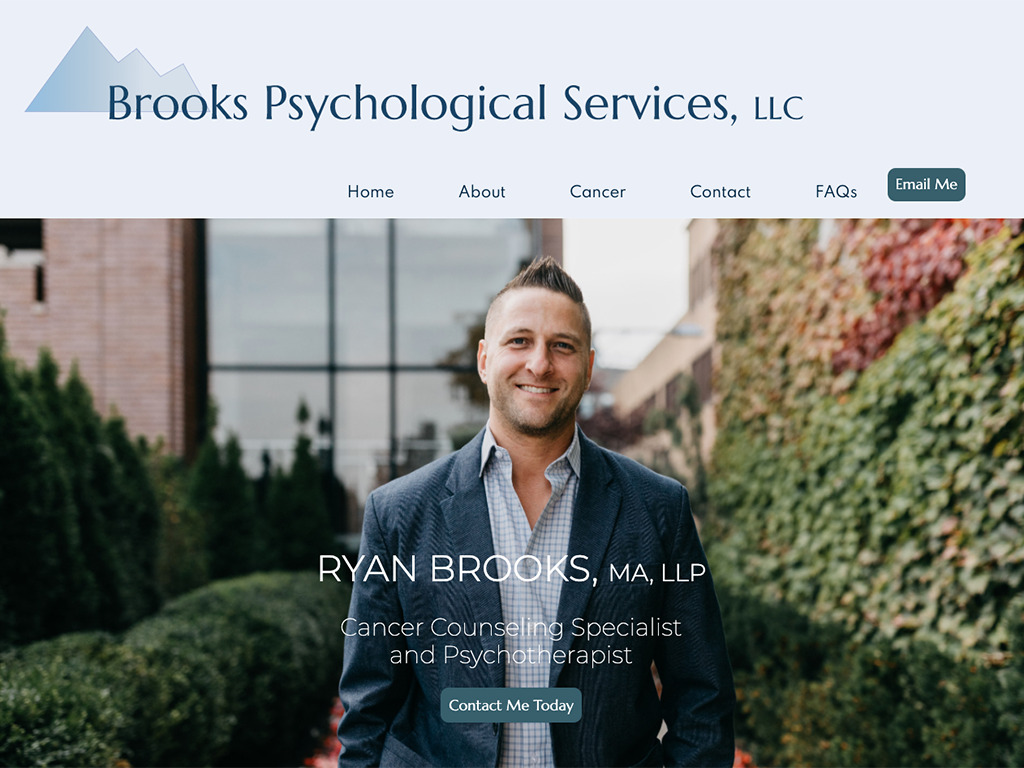 Brooks Psychological Services, LLC
Home About Cancer Contact FAQs Email Me
RYAN BROOKS, MA, LLP
Cancer Counseling Specialist
and Psychotherapist
Contact Me Today